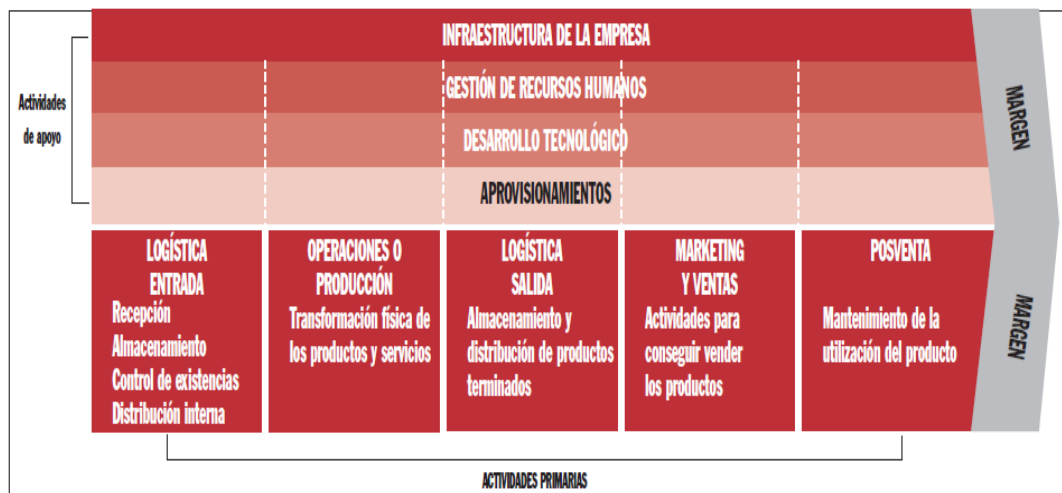 INFRAESTRUCTURA DE LA EMPRESA
GESTIÓN DE RECURSOS HUMANOS
DESARROLLO TECNOLÓGICO
APROVISIONAMIENTOS
Actividades
de apoyo
MARGEN
LOGÍSTICA
ENTRADA
Recepción
Almacenamiento
Control de existencias
Distribución interna
OPERACIONES O
PRODUCCIÓN
Transformación física de
los productos y servicios
LOGÍSTICA
SALIDA
Almacenamiento y
distribución de productos
terminados
MARKETING
Y VENTAS
Actividades para
conseguir vender
los productos
POSVENTA
Mantenimiento de la
utilización del producto
MARGEN
ACTIVIDADES PRIMARIAS